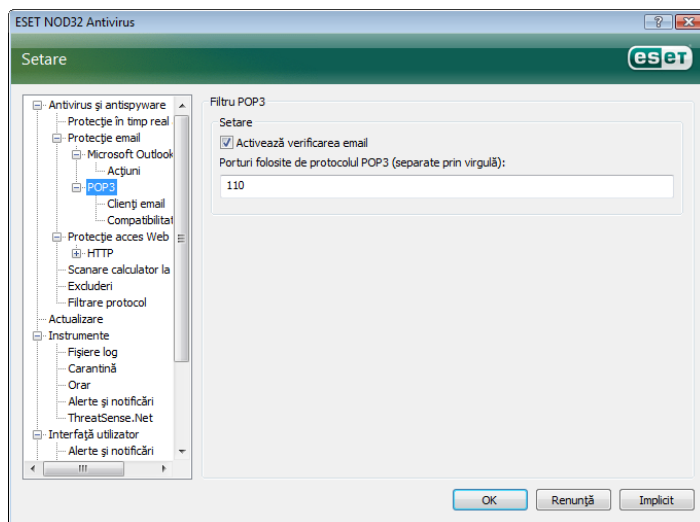 ESET NOD32 Antivirus
Setare
eseT
Antivirus şi antispyware
Protecţie în timp real
Protecţie email
Microsoft Outlook
Acţiuni
POP3
Clienţi email
Compatibilitat
Protecţie acces Web
HTTP
Scanare calculator la
Excluderi
Filtrare protocol
Actualizare
Instrumente
Fişiere log
Carantină
Orar
Alerte şi notificări
ThreatSense.Net
Interfaţă utilizator
Alerte şi notificări
Filtru POP3
Setare
Activează verificarea email
Porturi folosite de protocolul POP3 (separate prin virgulă):
110
OK
Renunţă
Implicit